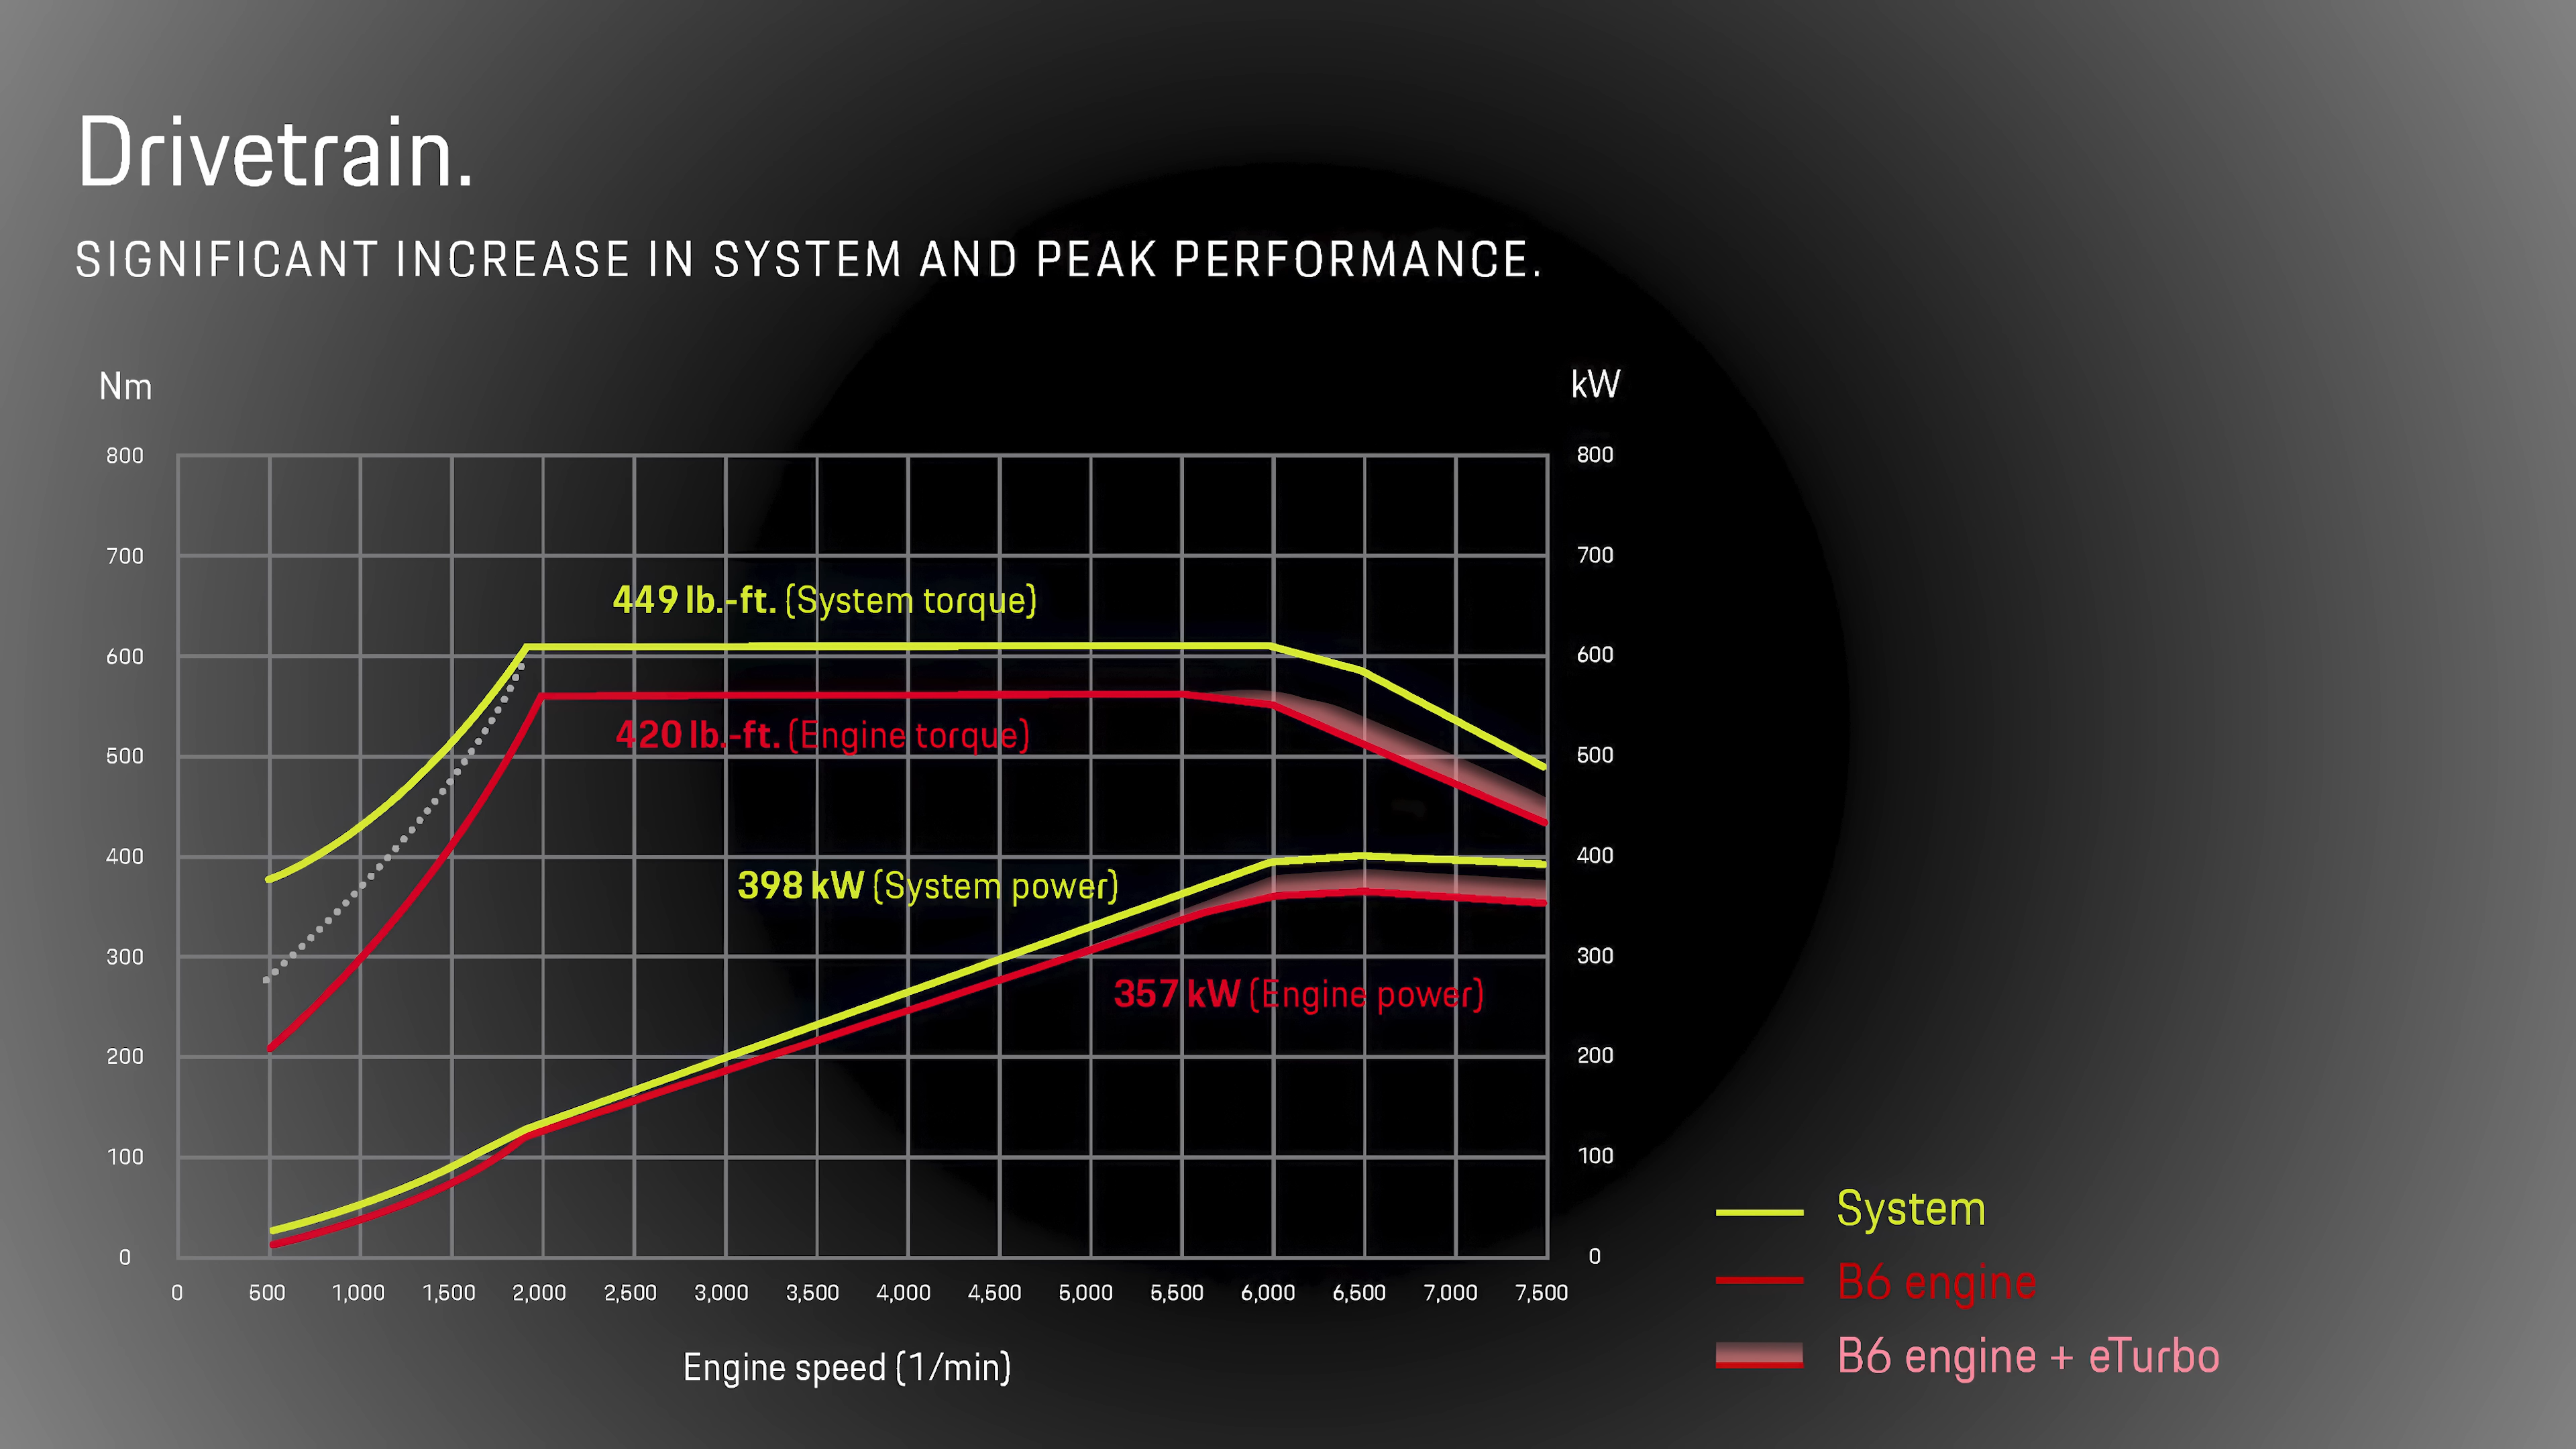 Drivetrain.
SIGNIFICANT INCREASE IN SYSTEM AND PEAK PERFORMANCE.
Nm
kW
800
800
700
700
449 lb.-ft. (System torque)
600
600
420 lb.-ft. (Engine torque)
500
500
400
400
398 kW (System power)
300
300
357 kW (Engine power)
200
200
100
100
0
0
0 500 1,000 1,500 2,000 2,500 3,000 3,500 4,000 4,500 5,000 5,500 6,000 6,500 7,000 7,500
Engine speed (1/min)
System
B6 engine
B6 engine + eTurbo